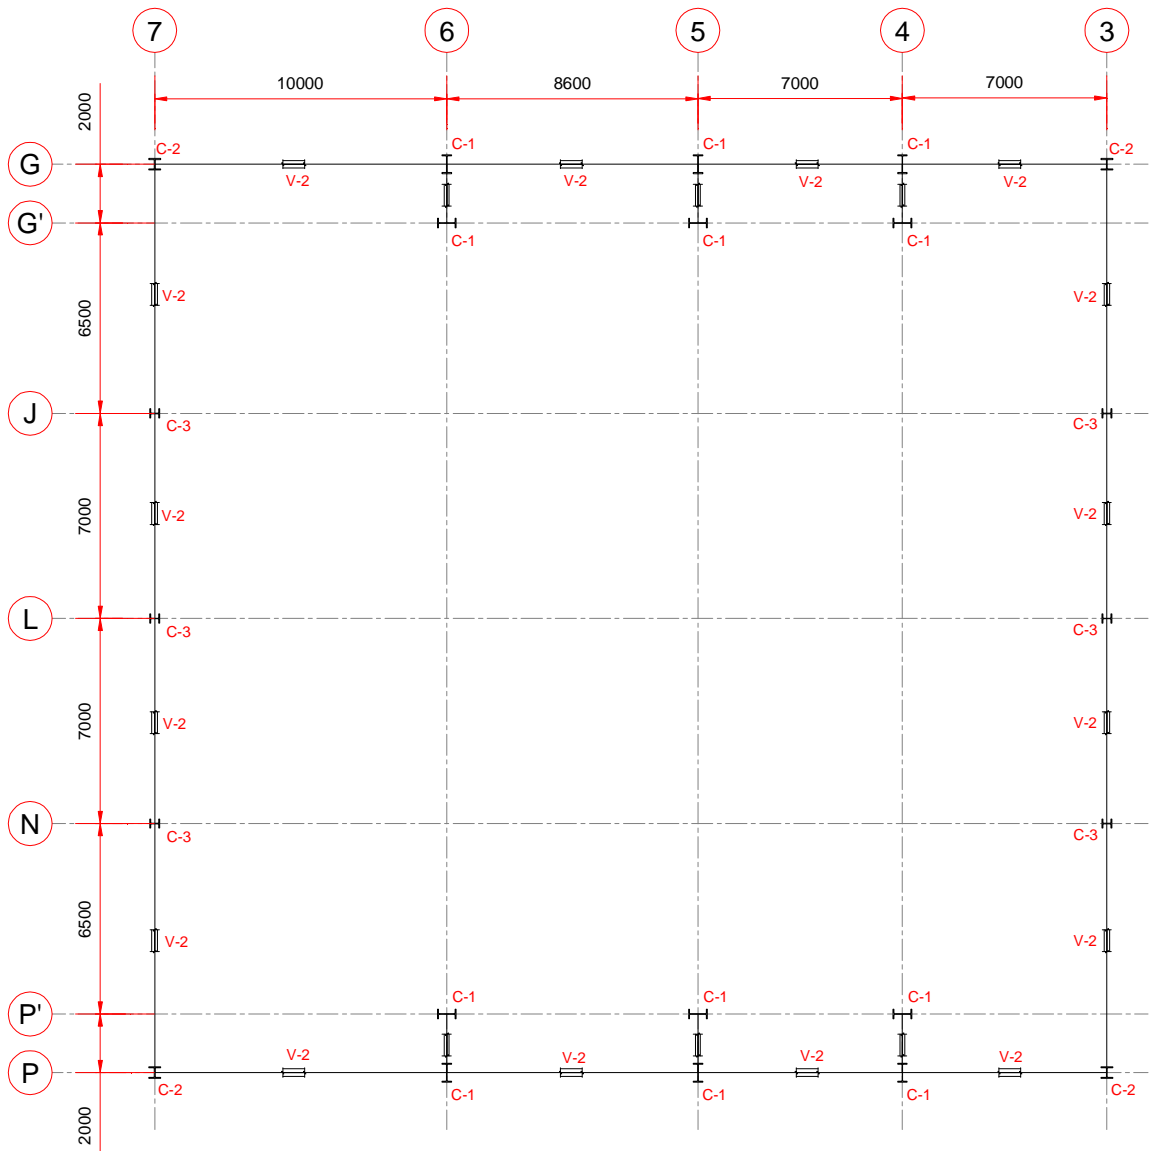 7 6 5 4 3
10000 8600 7000 7000
2000
C-2 C-1 C-1 C-1 C-2
G
V-2 V-2 V-2 V-2
G'
C-1 C-1 C-1
V-2 V-2
6500
J
C-3 C-3
7000
V-2 V-2
L
C-3 C-3
7000
V-2 V-2
N
C-3 C-3
6500
V-2 V-2
C-1 C-1 C-1
P'
V-2 V-2 V-2 V-2
P
C-2 C-1 C-1 C-1 C-2
2000